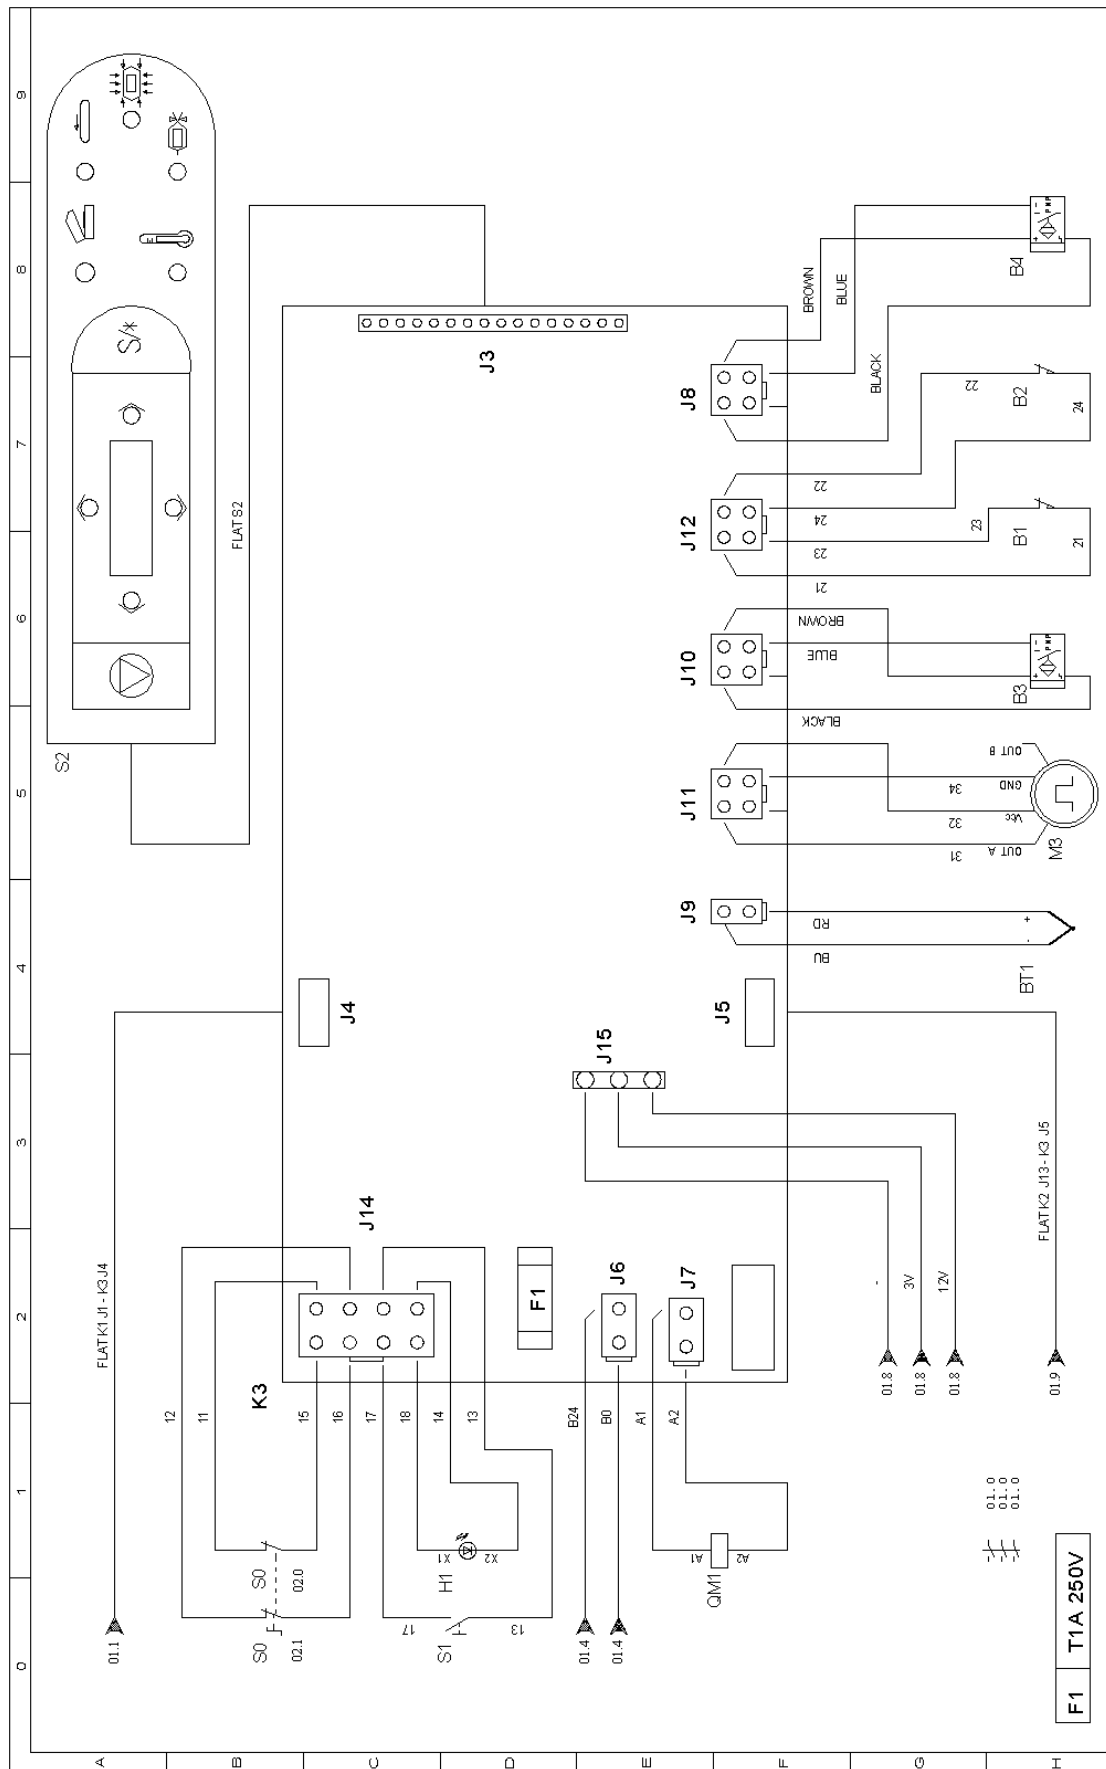 0
1
2
3
4
5
6
7
8
9
A
B
C
D
E
F
G
H
S2
S/*
FLAT S2
FLAT K1 J1 - K3 J4
01.1
J4
J3
12
11
K3
15
16
17
18
14
13
J14
S0
02.1
S0
02.0
S1
17
13
H1
X1
X2
F1
B24
B0
01.4
01.4
J6
A1
A2
J7
QM1
A1
A2
J15
-
3V
12V
01.8
01.8
01.8
J5
FLAT K2 J13 - K3 J5
01.9
J9
BU
RD
-
+
BT1
J11
31
32
34
OUT A
Vcc
GND
OUT B
M3
J10
BLACK
BLUE
BROWN
B3
+
-
PNP
J12
21
23
24
22
23
B1
21
22
B2
24
J8
BLACK
BROWN
BLUE
B4
+
-
PNP
01.0
01.0
01.0
F1
T1A 250V